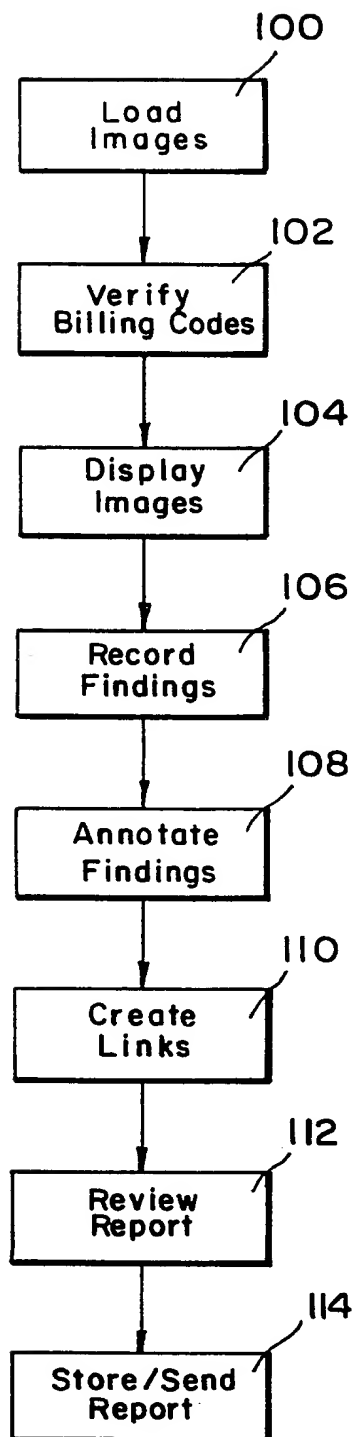 100
Load
Images
102
Verify
Billing Codes
104
Display
Images
106
Record
Findings
108
Annotate
Findings
110
Create
Links
112
Review
Report
114
Store/Send
Report